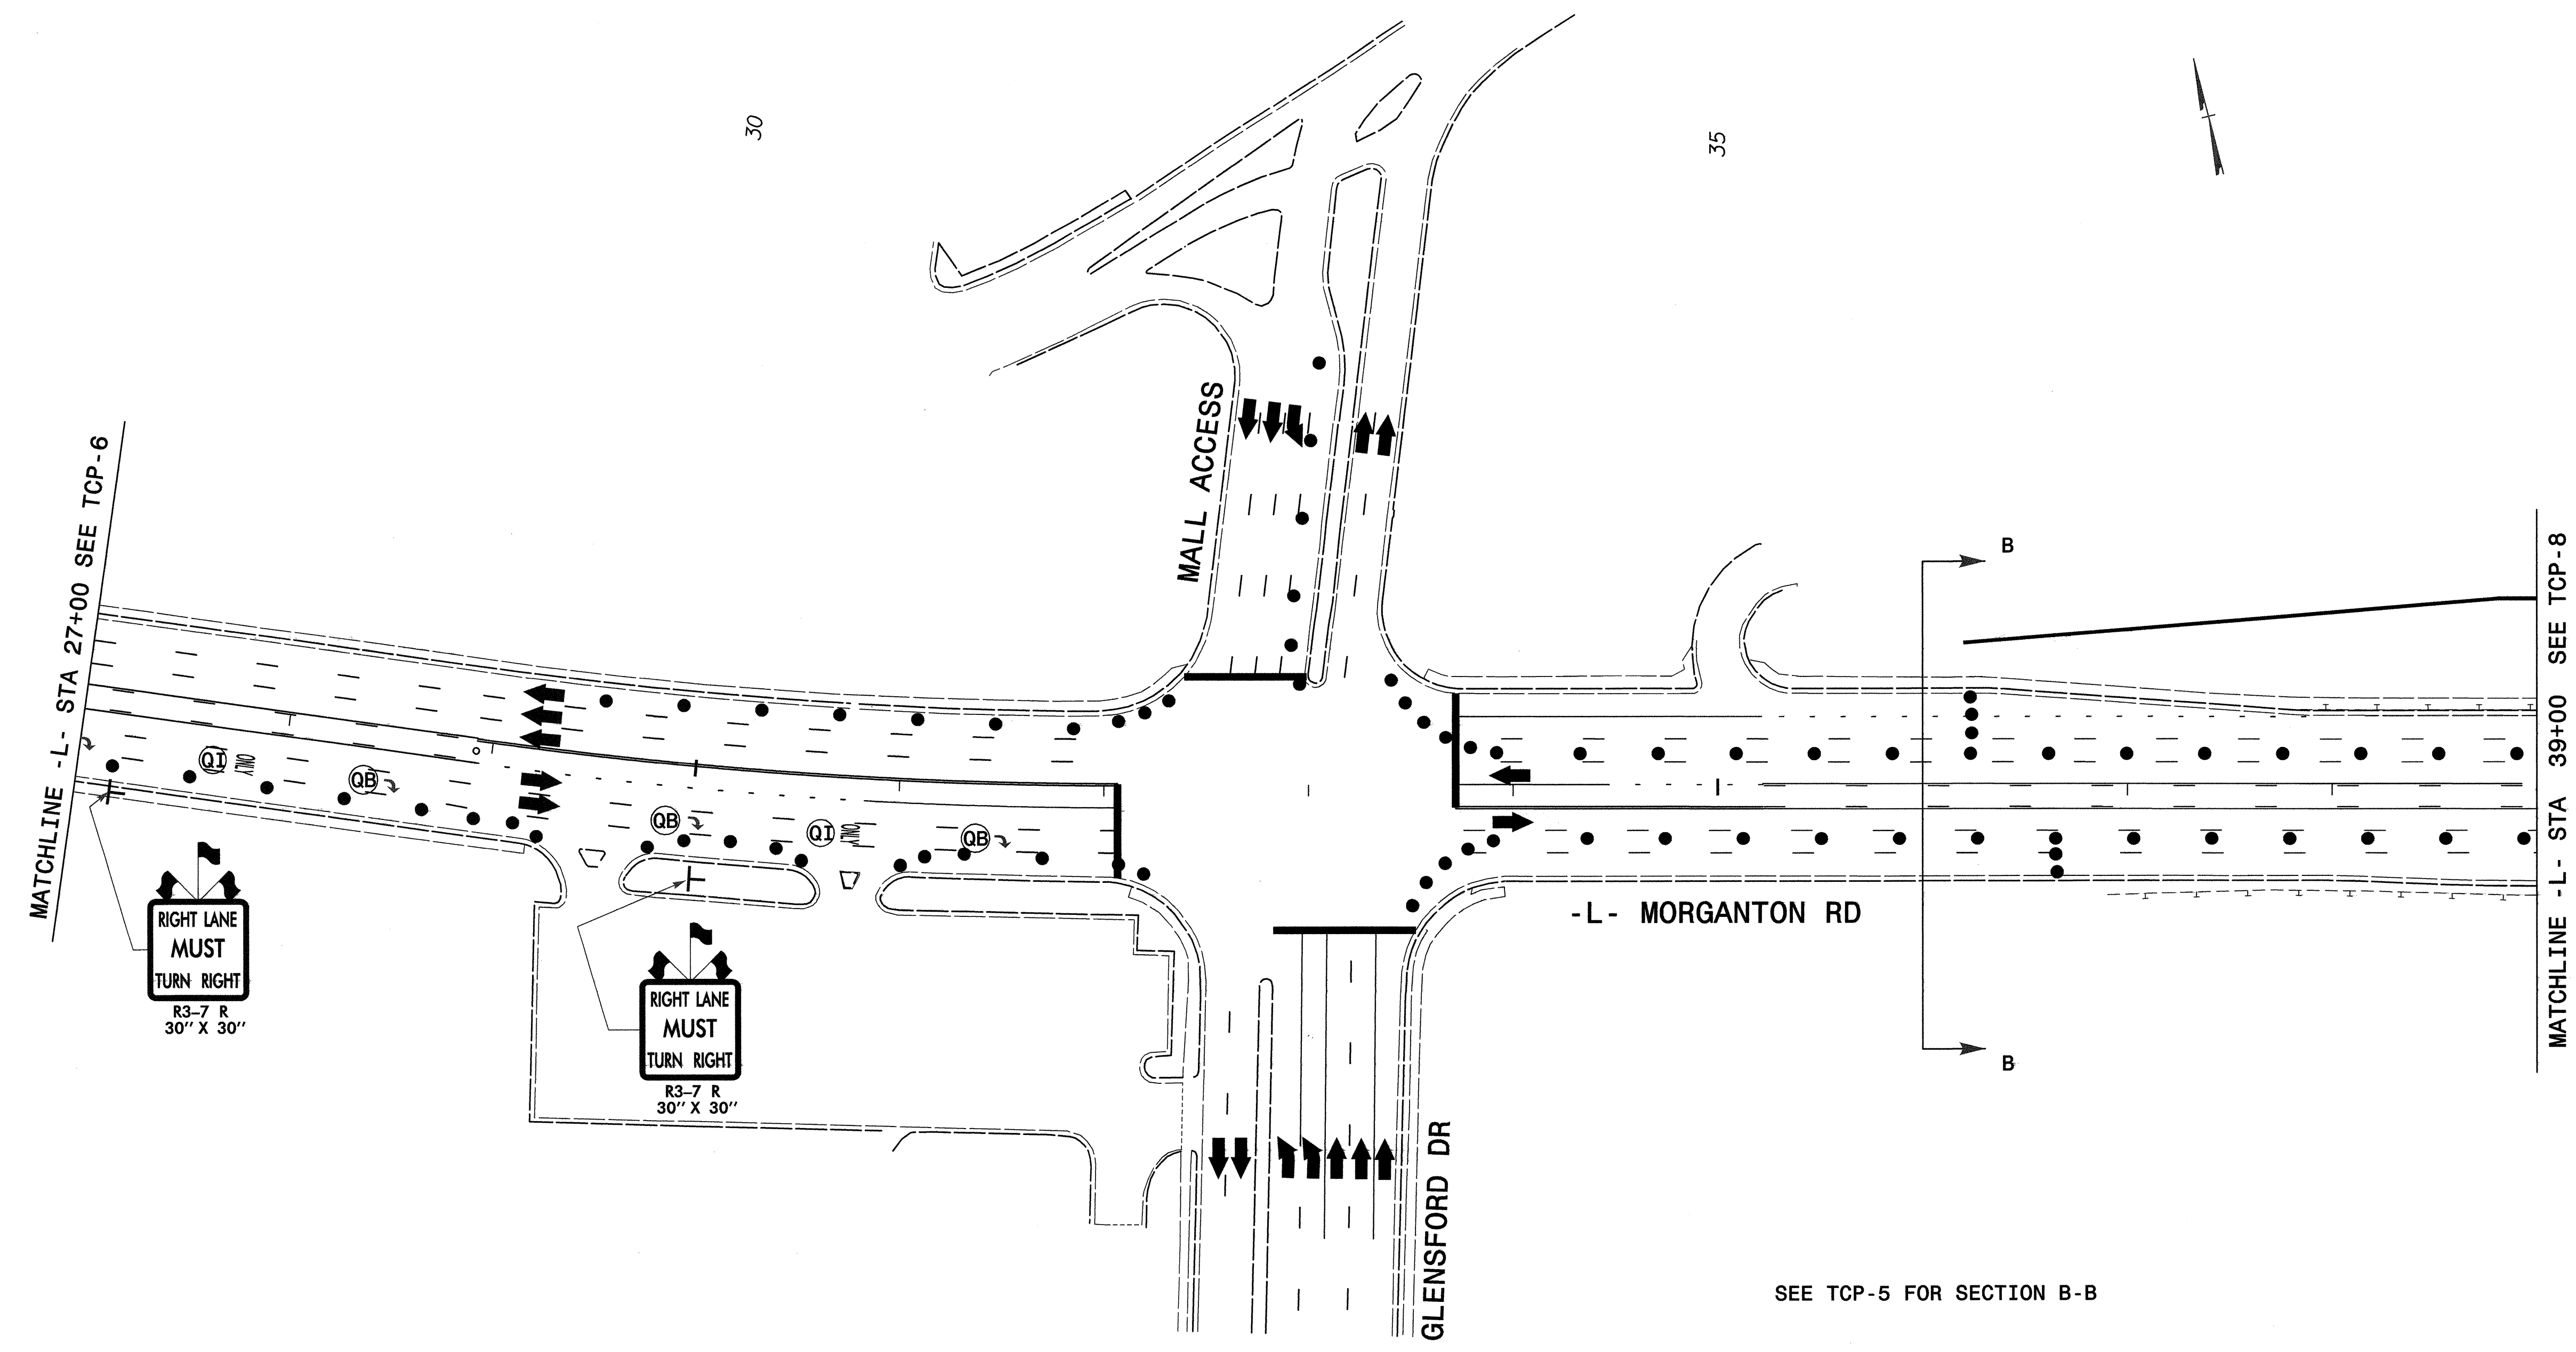 30
35
MATCHLINE -L- STA 27+00 SEE TCP-6
MALL ACCESS
B
MATCHLINE -L- STA 39+00 SEE TCP-8
QI
ONLY
QB
QB
QI
ONLY
QB
RIGHT LANE
MUST
TURN RIGHT
R3-7 R
30" X 30"
RIGHT LANE
MUST
TURN RIGHT
R3-7 R
30" X 30"
-L- MORGANTON RD
B
GLENSFORD DR
SEE TCP-5 FOR SECTION B-B